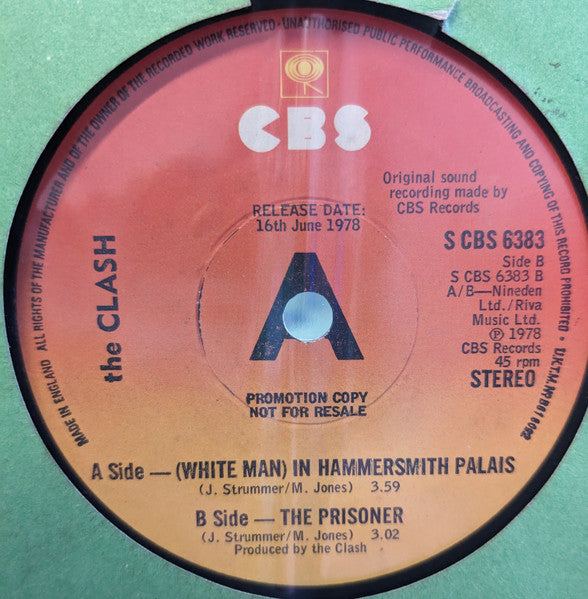 ALL RIGHTS OF THE MANUFACTURER AND OF THE OWNER OF THE RECORDED WORK RESERVED · UNAUTHORISED PUBLIC PERFORMANCE BROADCASTING AND COPYING OF THIS RECORD PROHIBITED ·
MADE IN ENGLAND
CBS
Original sound
recording made by
CBS Records
RELEASE DATE:
16th June 1978
the CLASH
A
S CBS 6383
Side B
S CBS 6383 B
A/B—Nineden
Ltd./Riva
Music Ltd.
Ⓟ 1978
CBS Records
45 rpm
STEREO
PROMOTION COPY
NOT FOR RESALE
A Side — (WHITE MAN) IN HAMMERSMITH PALAIS
(J. Strummer/M. Jones) 3.59
B Side — THE PRISONER
(J. Strummer/M. Jones) 3.02
Produced by the Clash